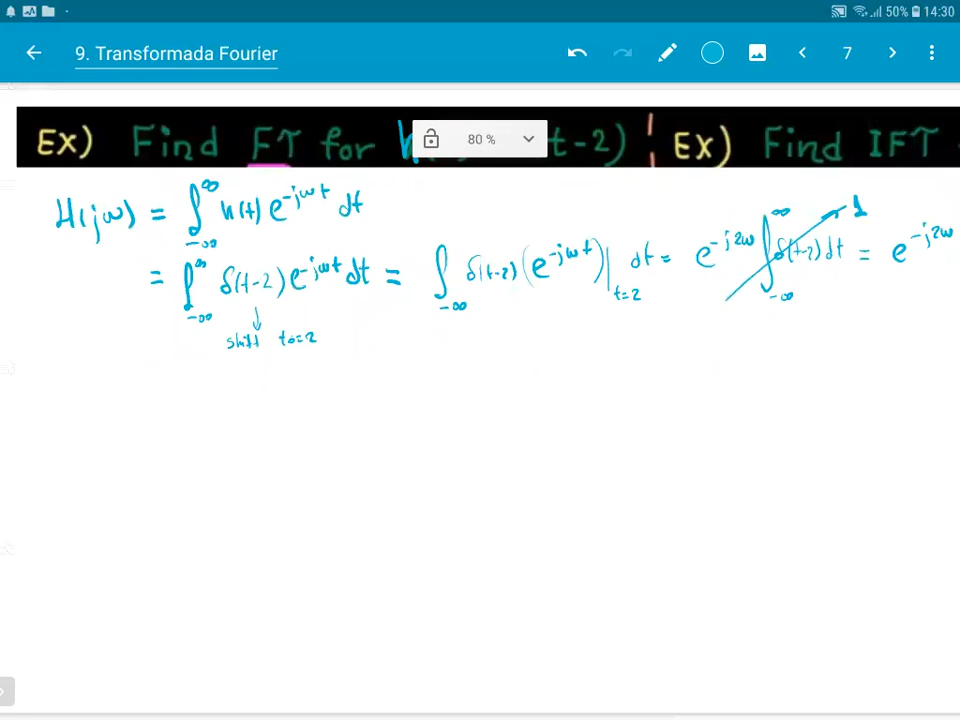 50% 14:30
9. Transformada Fourier
7
80 %
Ex) Find FT for h t-2) Ex) Find IFT
H(jω) = ∫_{-∞}^{∞} h(t) e^{-jωt} dt
= ∫_{-∞}^{∞} δ(t-2) e^{-jωt} dt = ∫_{-∞} δ(t-2) (e^{-jωt})|_{t=2} dt = e^{-j2ω} ∫_{-∞}^{∞} δ(t-2) dt → 1 = e^{-j2ω}
shift to=2